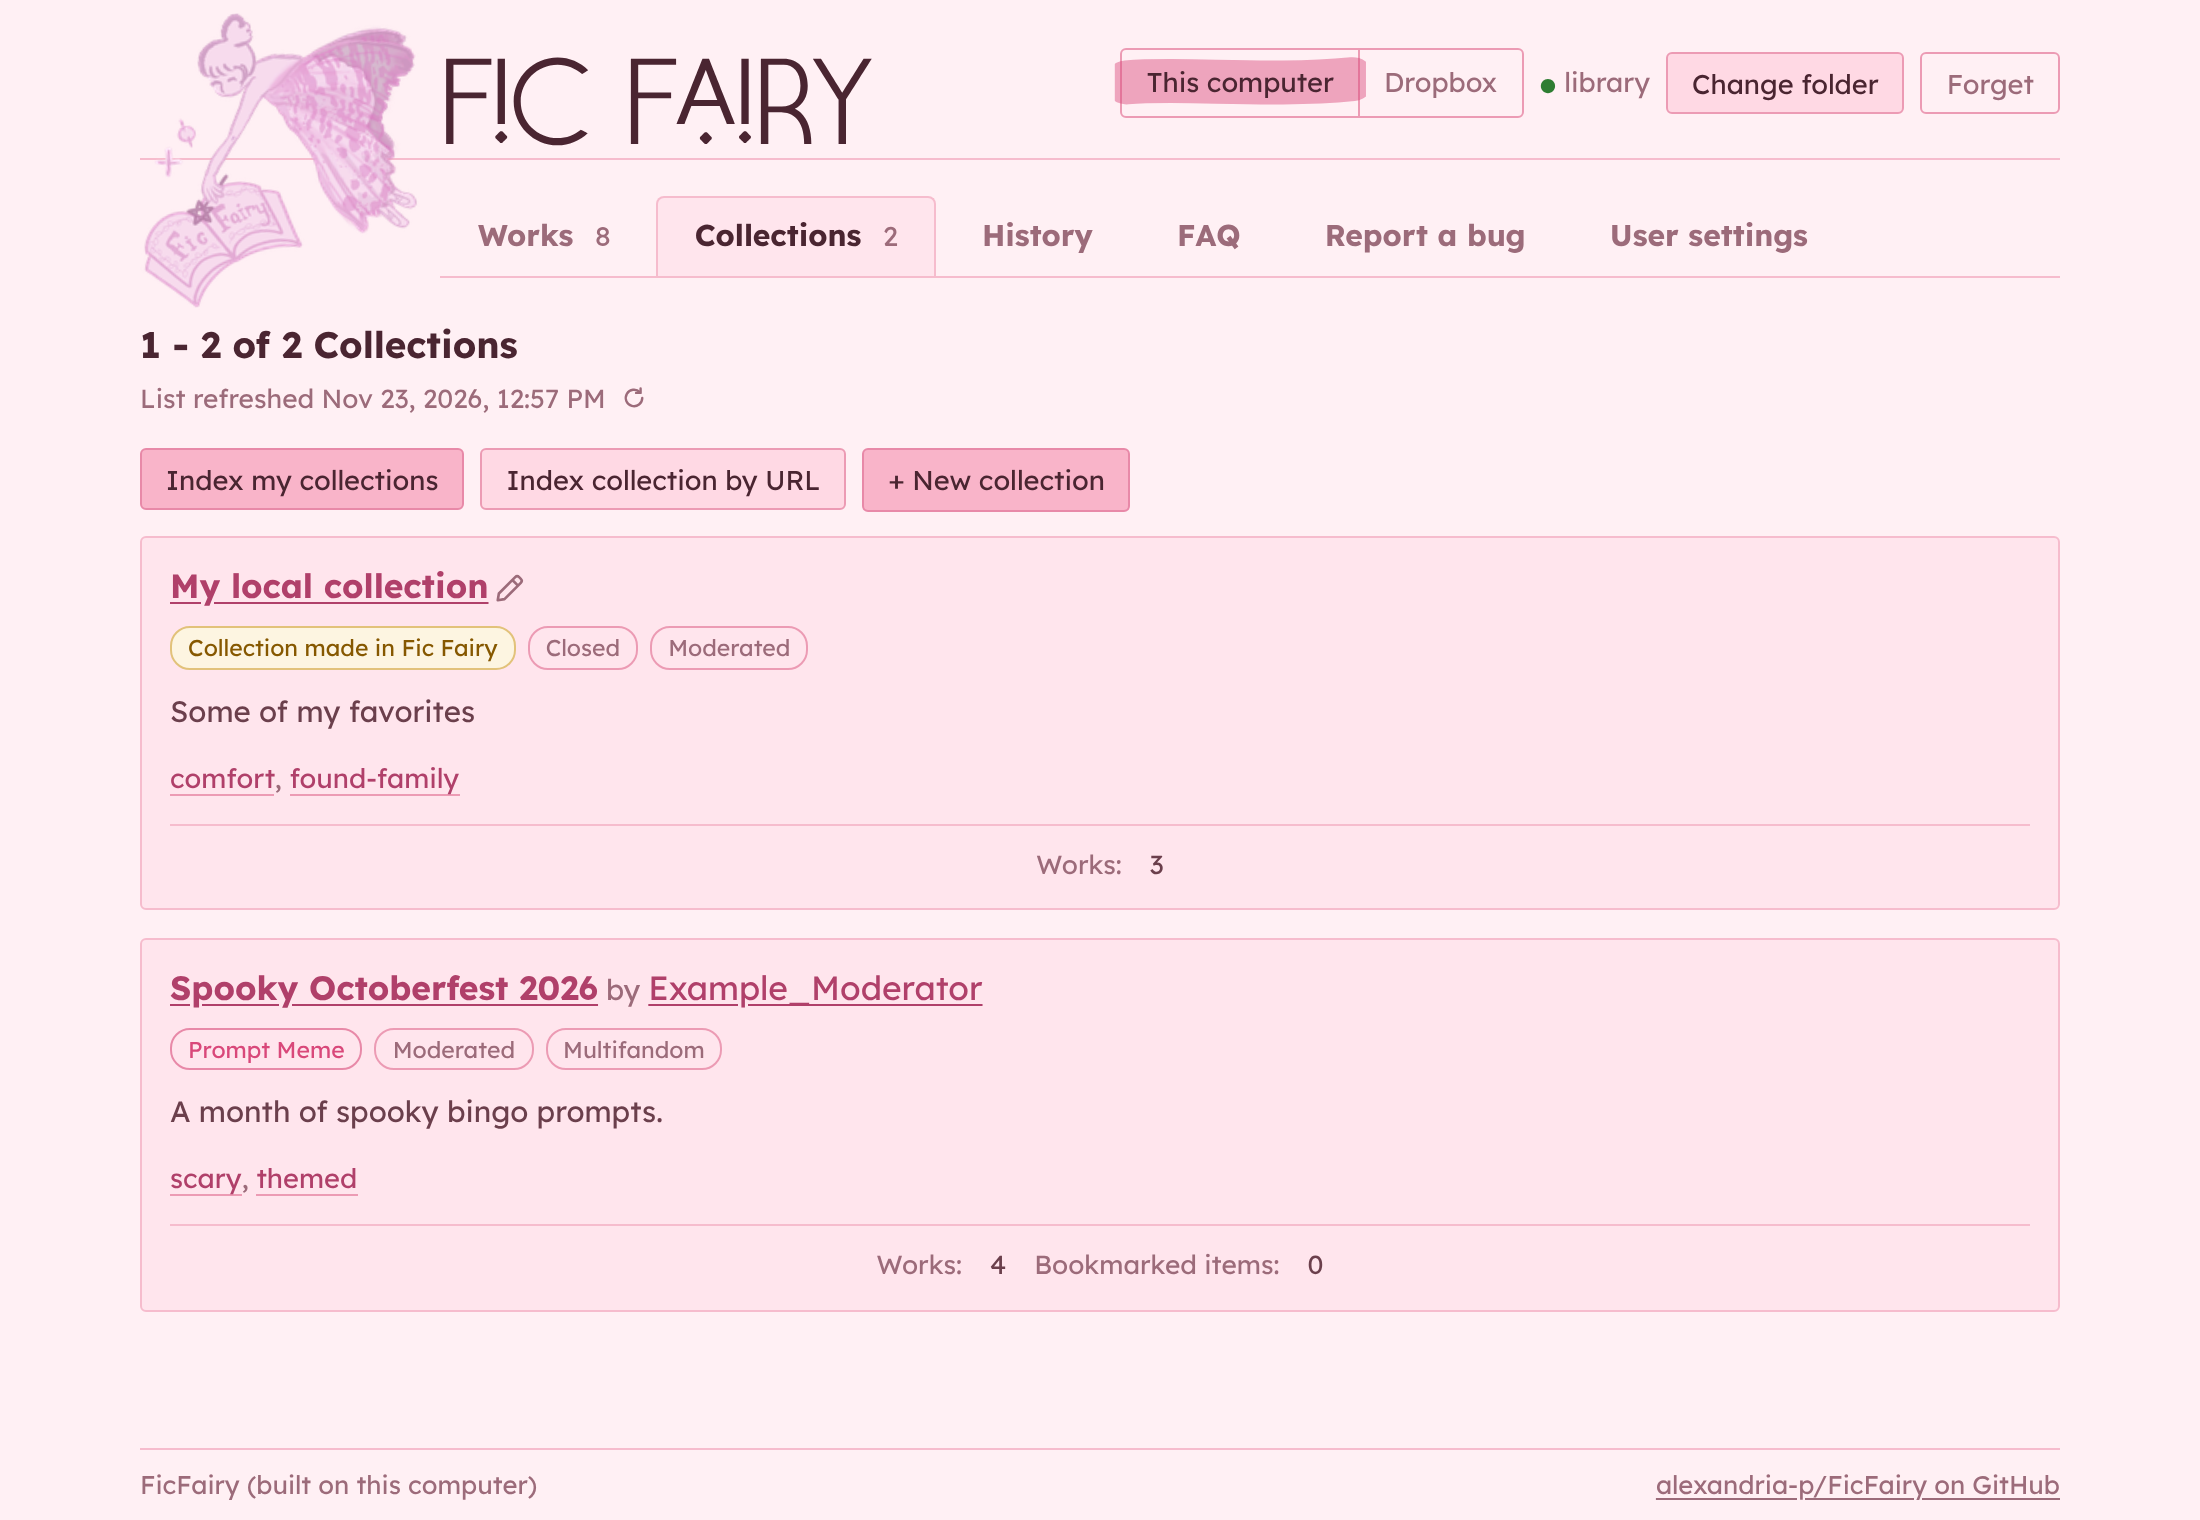 FIC FAIRY
Fic Fairy
This computer Dropbox library Change folder Forget
Works 8 Collections 2 History FAQ Report a bug User settings
1 - 2 of 2 Collections
List refreshed Nov 23, 2026, 12:57 PM
Index my collections Index collection by URL + New collection
My local collection
Collection made in Fic Fairy Closed Moderated
Some of my favorites
comfort, found-family
Works: 3
Spooky Octoberfest 2026 by Example_Moderator
Prompt Meme Moderated Multifandom
A month of spooky bingo prompts.
scary, themed
Works: 4 Bookmarked items: 0
FicFairy (built on this computer) alexandria-p/FicFairy on GitHub